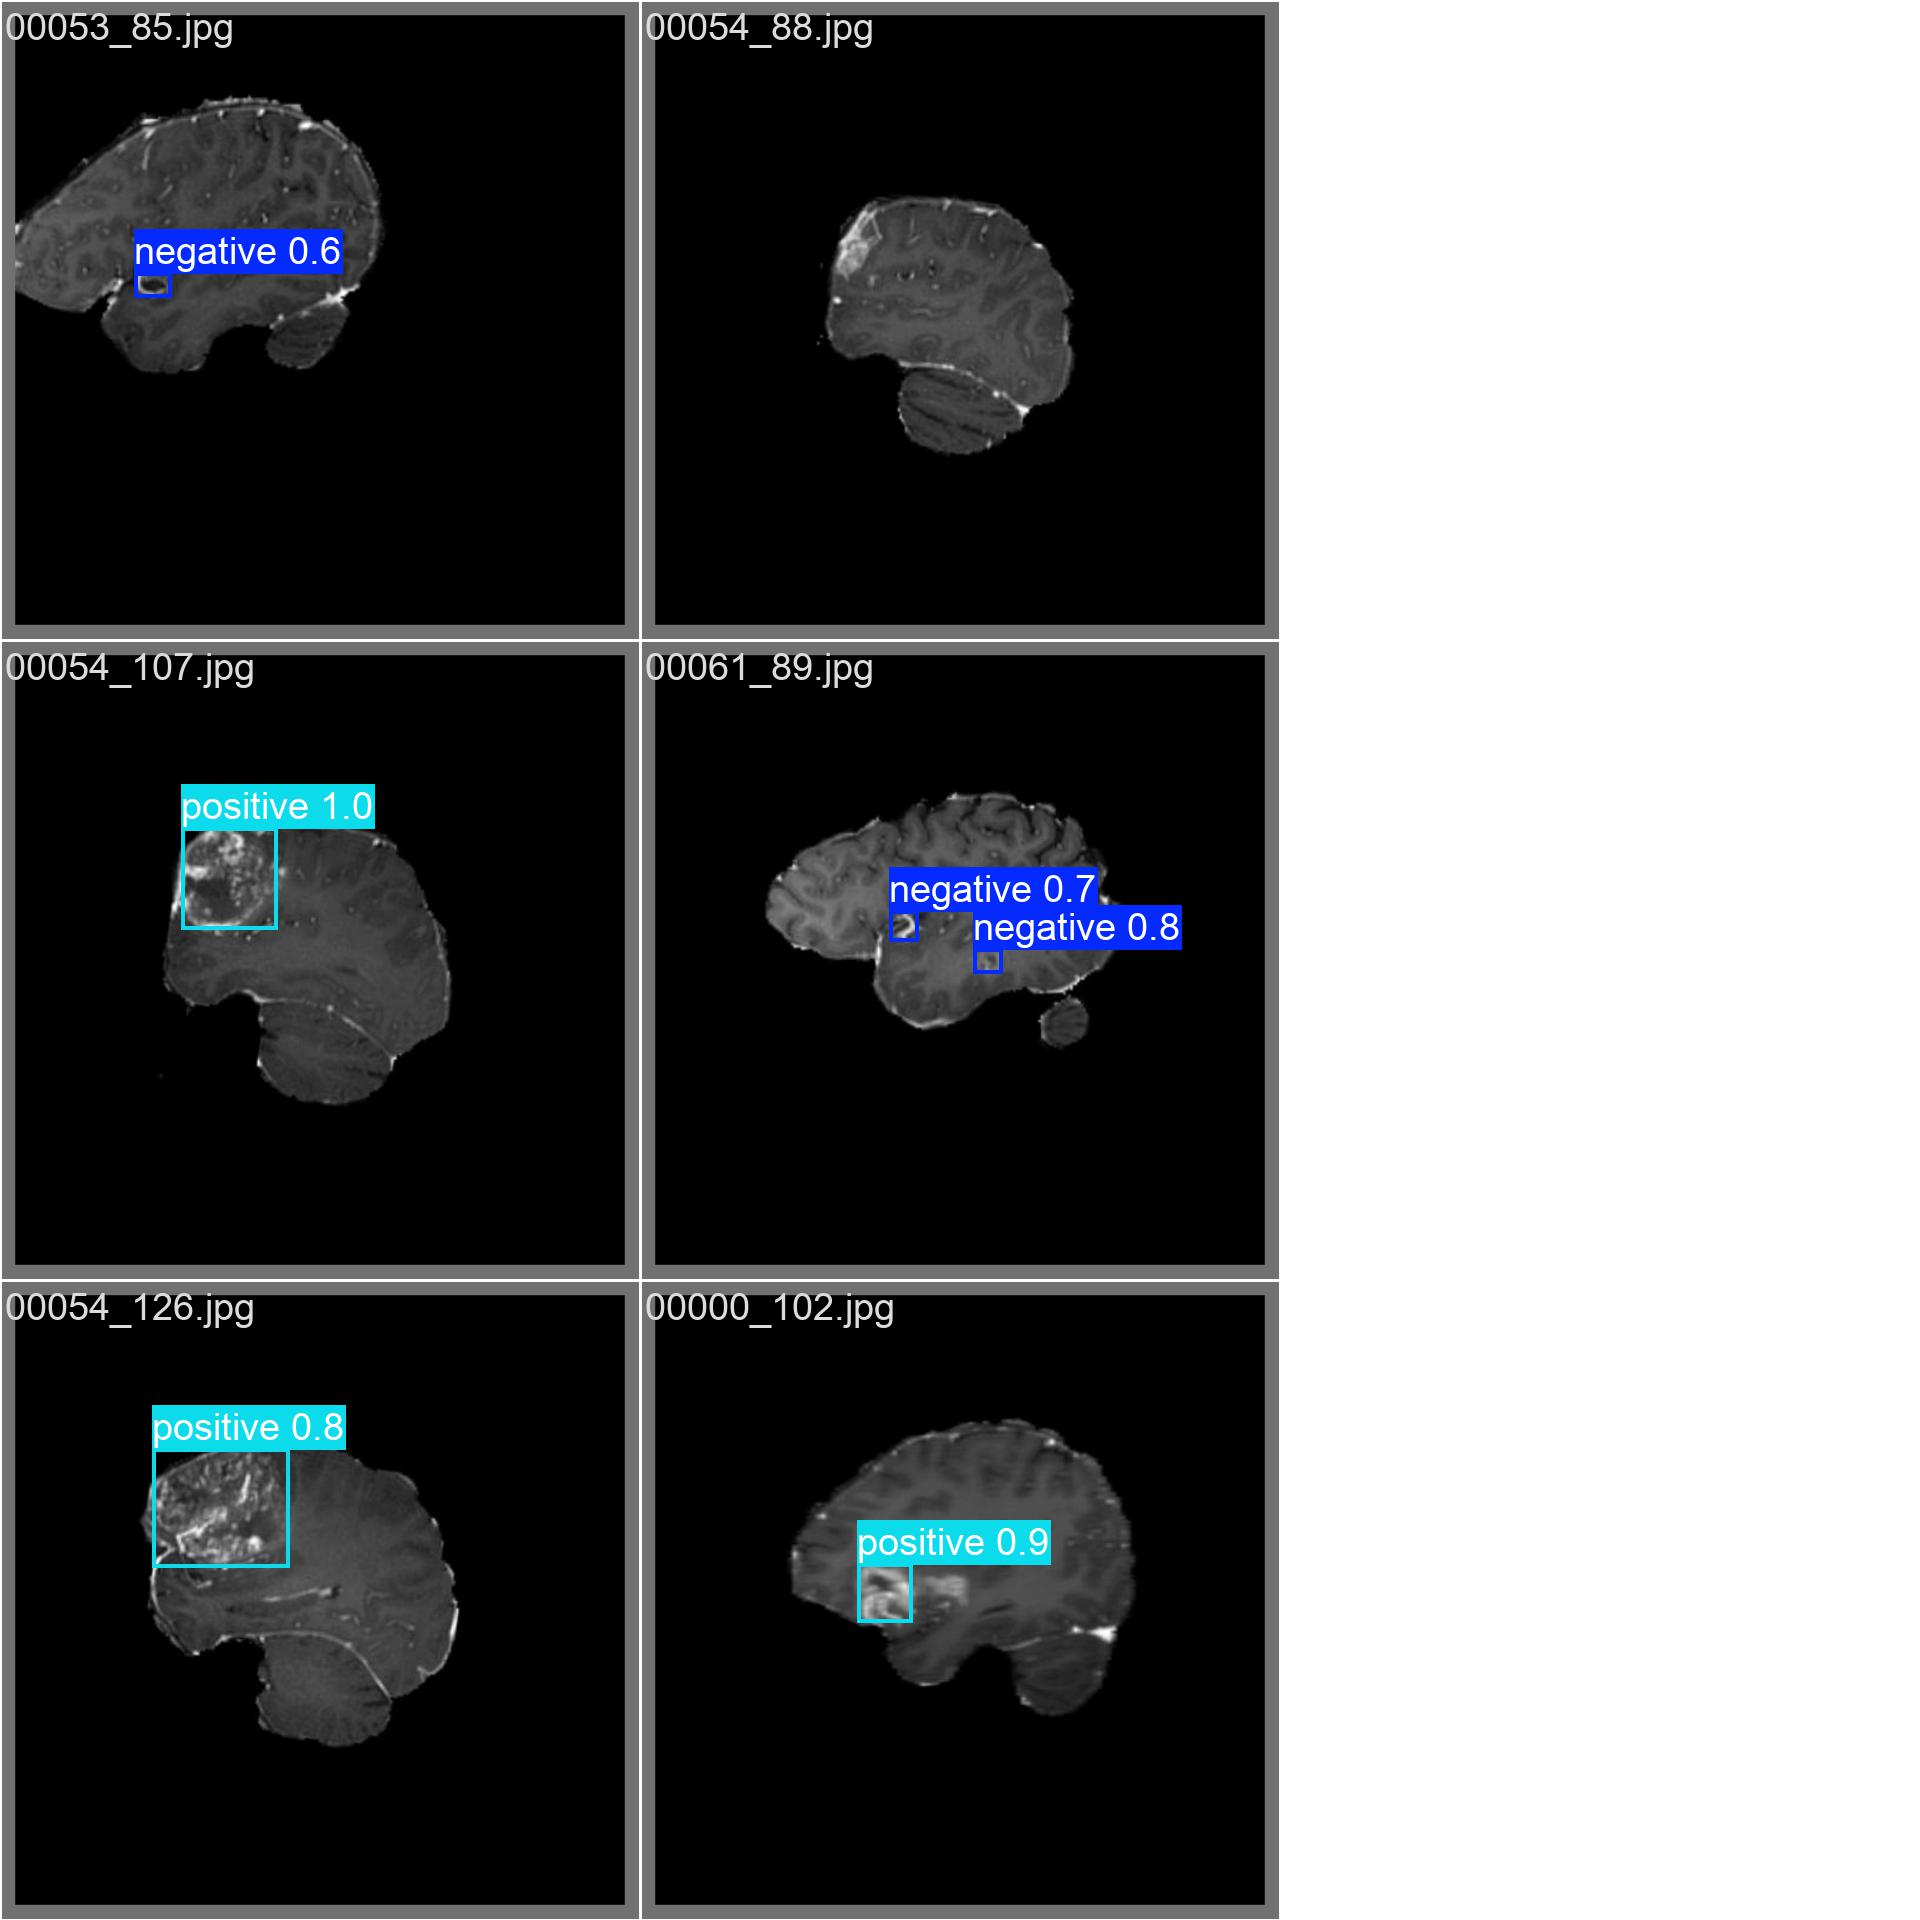 00053_85.jpg
negative 0.6
00054_88.jpg
00054_107.jpg
positive 1.0
00061_89.jpg
negative 0.7
negative 0.8
00054_126.jpg
positive 0.8
00000_102.jpg
positive 0.9